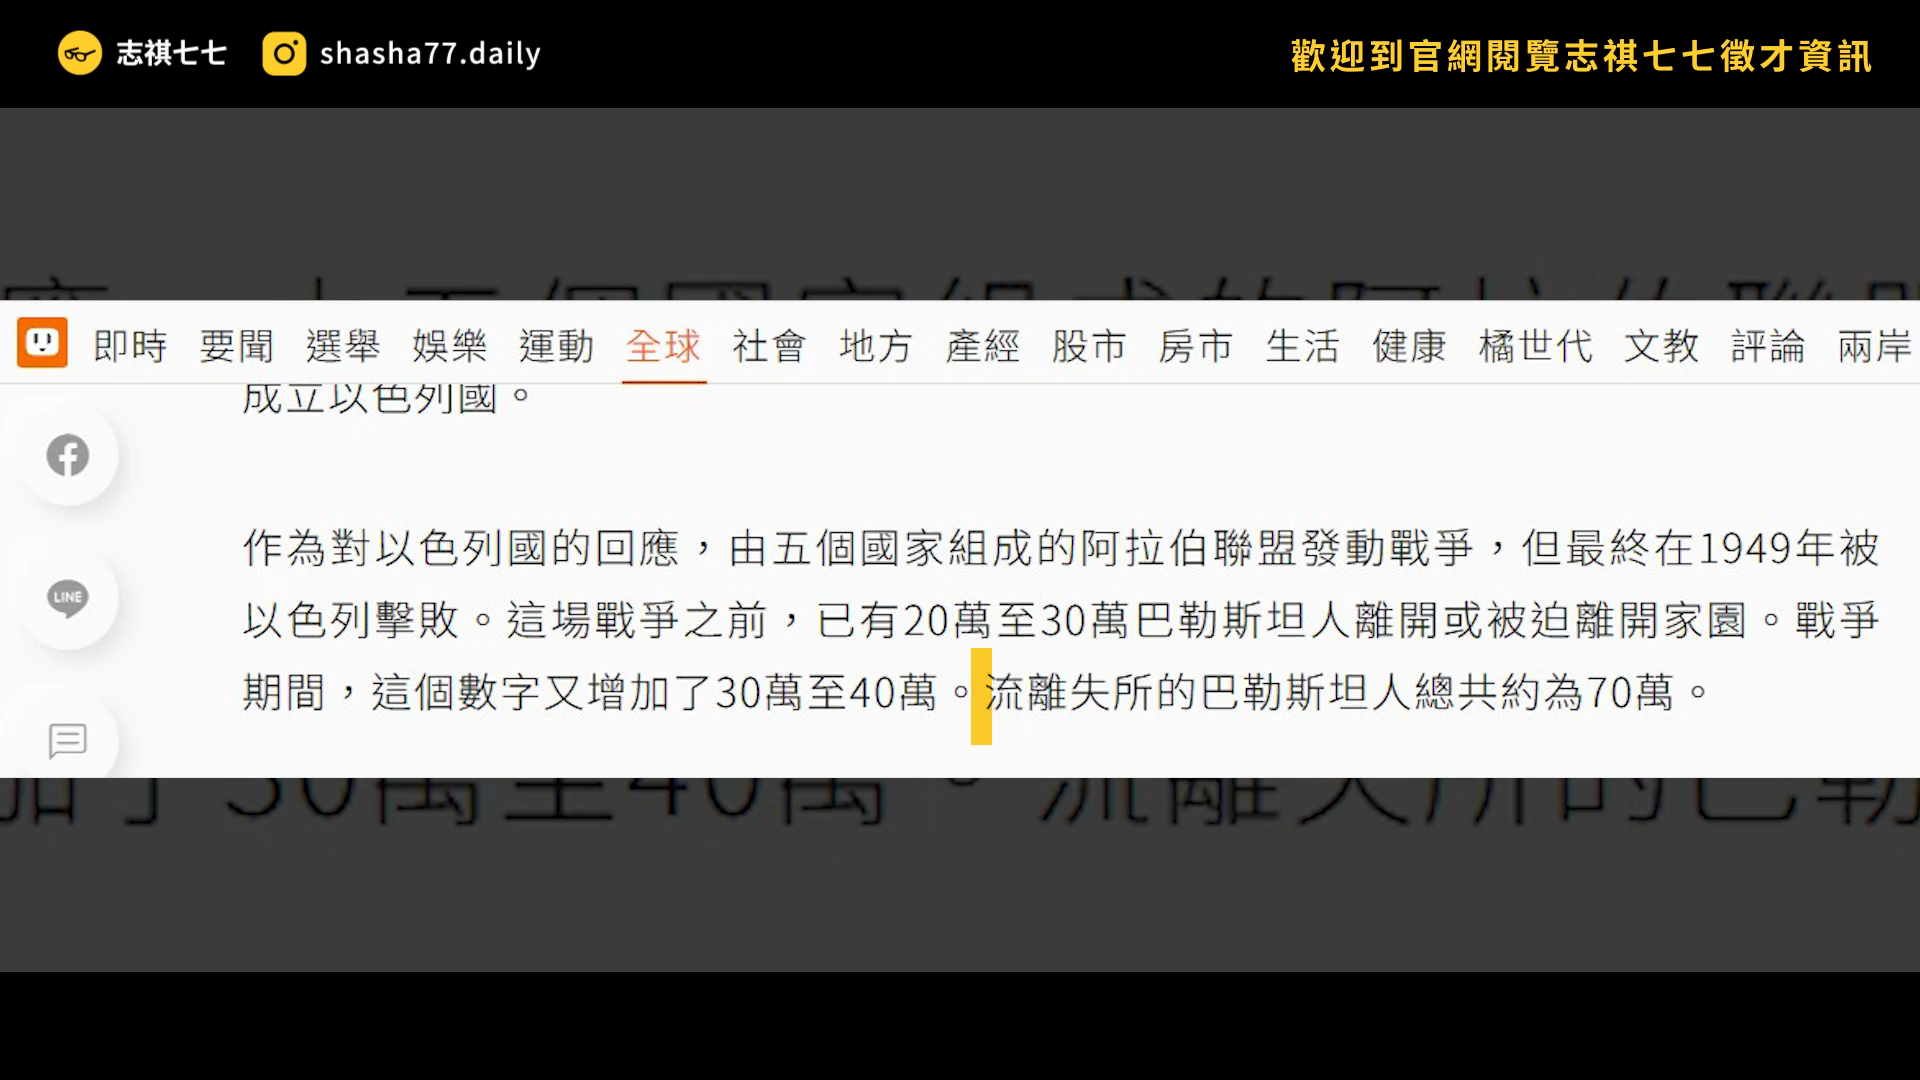 志祺七七 shasha77.daily 歡迎到官網閱覽志祺七七徵才資訊
即時 要聞 選舉 娛樂 運動 全球 社會 地方 產經 股市 房市 生活 健康 橘世代 文教 評論 兩岸
成立以色列國。
LINE
作為對以色列國的回應，由五個國家組成的阿拉伯聯盟發動戰爭，但最終在1949年被
以色列擊敗。這場戰爭之前，已有20萬至30萬巴勒斯坦人離開或被迫離開家園。戰爭
期間，這個數字又增加了30萬至40萬。流離失所的巴勒斯坦人總共約為70萬。